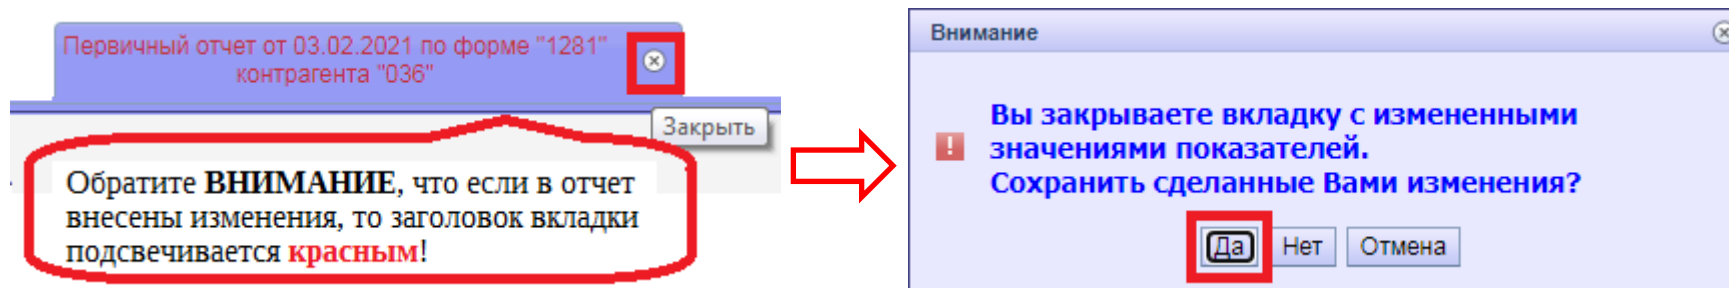 Первичный отчет от 03.02.2021 по форме "1281"
контрагента "036"
Закрыть
Обратите ВНИМАНИЕ, что если в отчет
внесены изменения, то заголовок вкладки
подсвечивается красным!
Внимание
Вы закрываете вкладку с измененными
значениями показателей.
Сохранить сделанные Вами изменения?
Да Нет Отмена